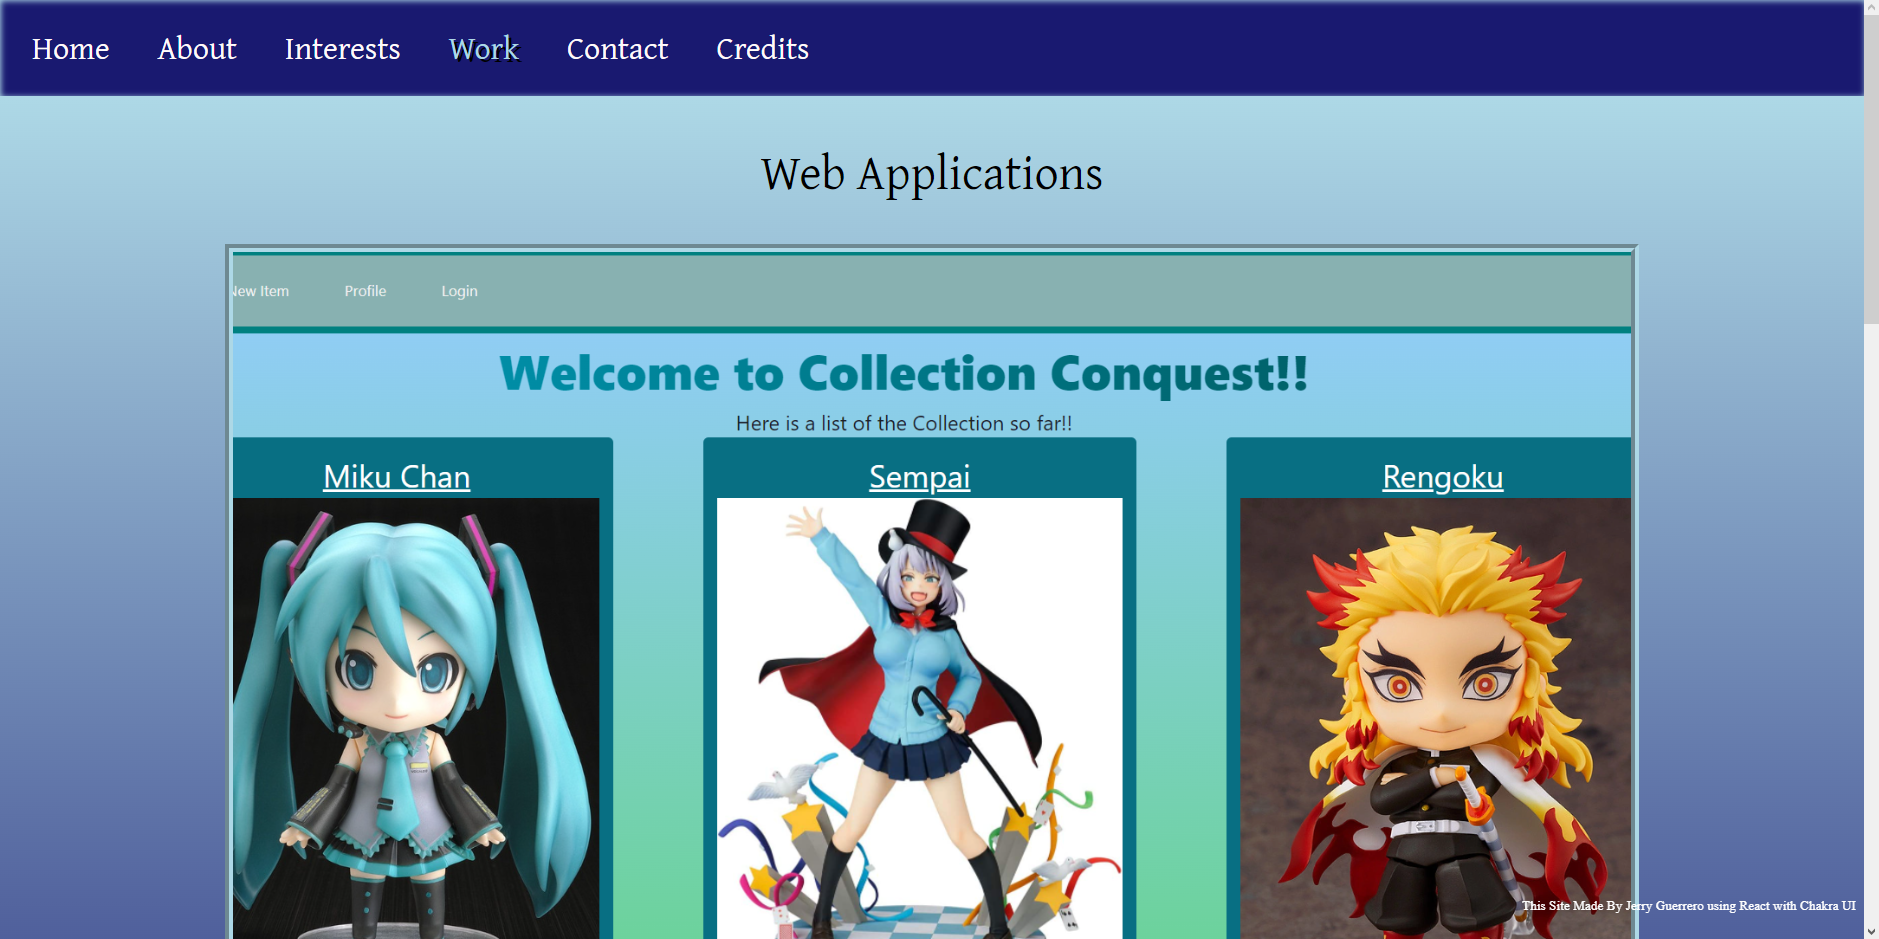 Home About Interests Work Contact Credits
Web Applications
New Item Profile Login
Welcome to Collection Conquest!!
Here is a list of the Collection so far!!
Miku Chan Sempai Rengoku
This Site Made By Jerry Guerrero using React with Chakra UI